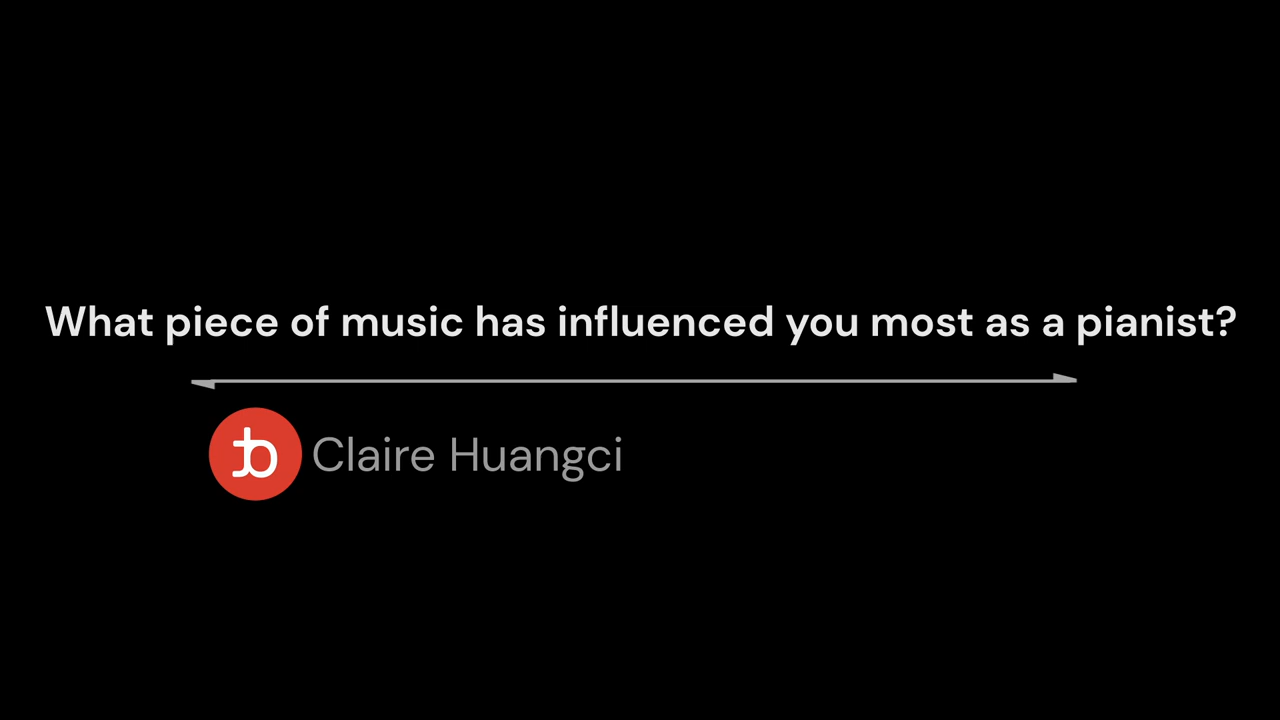 What piece of music has influenced you most as a pianist?
Claire Huangci